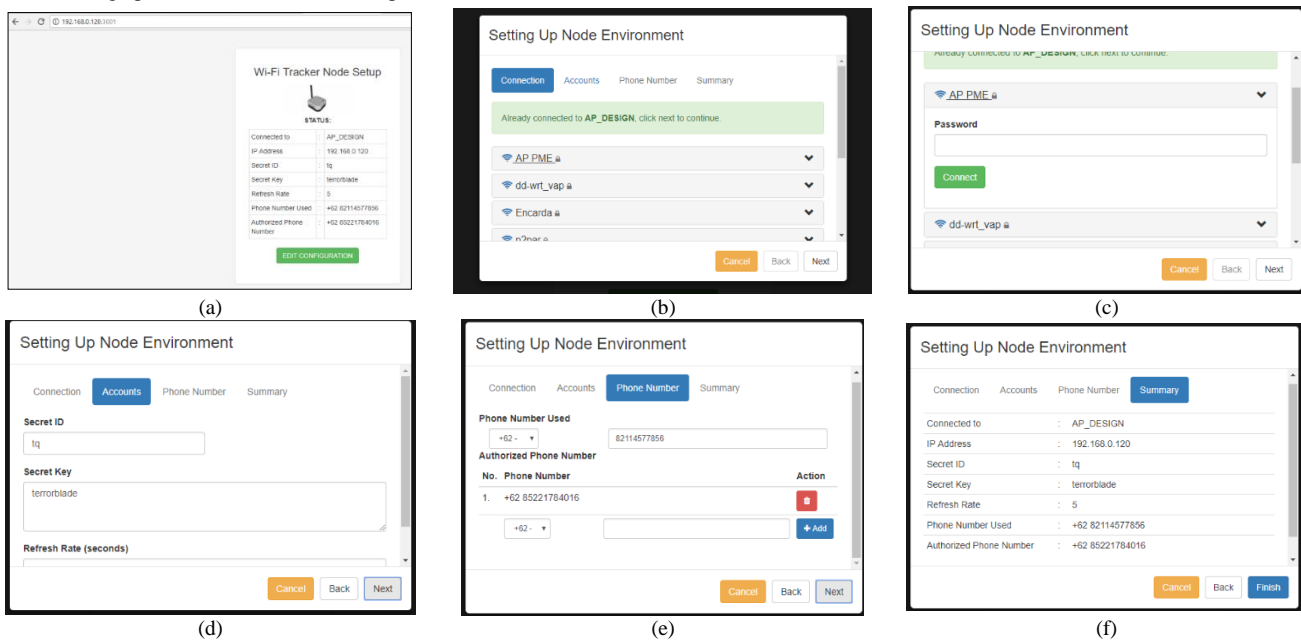 192.168.0.120:3001
Wi-Fi Tracker Node Setup
STATUS:
Connected to : AP_DESIGN
IP Address : 192.168.0.120
Secret ID : tq
Secret Key : terrorblade
Refresh Rate : 5
Phone Number Used : +62 82114577856
Authorized Phone Number : +62 85221784016
EDIT CONFIGURATION
(a)
Setting Up Node Environment
Connection Accounts Phone Number Summary
Already connected to AP_DESIGN, click next to continue.
AP PME
dd-wrt_vap
Encarda
Cancel Back Next
(b)
Setting Up Node Environment
Already connected to AP_DESIGN, click next to continue.
AP PME
Password
Connect
dd-wrt_vap
Cancel Back Next
(c)
Setting Up Node Environment
Connection Accounts Phone Number Summary
Secret ID
tq
Secret Key
terrorblade
Refresh Rate (seconds)
Cancel Back Next
(d)
Setting Up Node Environment
Connection Accounts Phone Number Summary
Phone Number Used
+62 - 82114577856
Authorized Phone Number
No. Phone Number Action
1. +62 85221784016
+62 - + Add
Cancel Back Next
(e)
Setting Up Node Environment
Connection Accounts Phone Number Summary
Connected to : AP_DESIGN
IP Address : 192.168.0.120
Secret ID : tq
Secret Key : terrorblade
Refresh Rate : 5
Phone Number Used : +62 82114577856
Authorized Phone Number : +62 85221784016
Cancel Back Finish
(f)